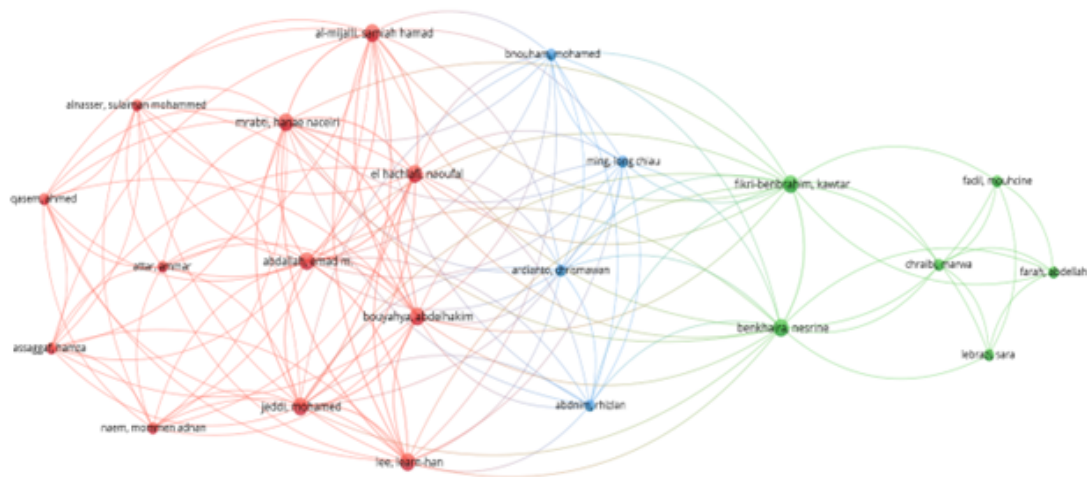 al-mijalli, samiah hamad
bnouham, mohamed
alnasser, sulaiman mohammed
mrabti, hanae naceiri
ming, long chiau
el hachlafi, naoufal
fikri-benbrahim, kawtar
fadil, mouhcine
qasem, ahmed
attar, ammar
abdallah, emad m.
ardianto, chrismawan
chraibi, marwa
farah, abdellah
bouyahya, abdelhakim
benkhaira, nesrine
assaggaf, hamza
lebrazi, sara
jeddi, mohamed
abdnim, rhizlan
naem, mommen adnan
lee, learn-han